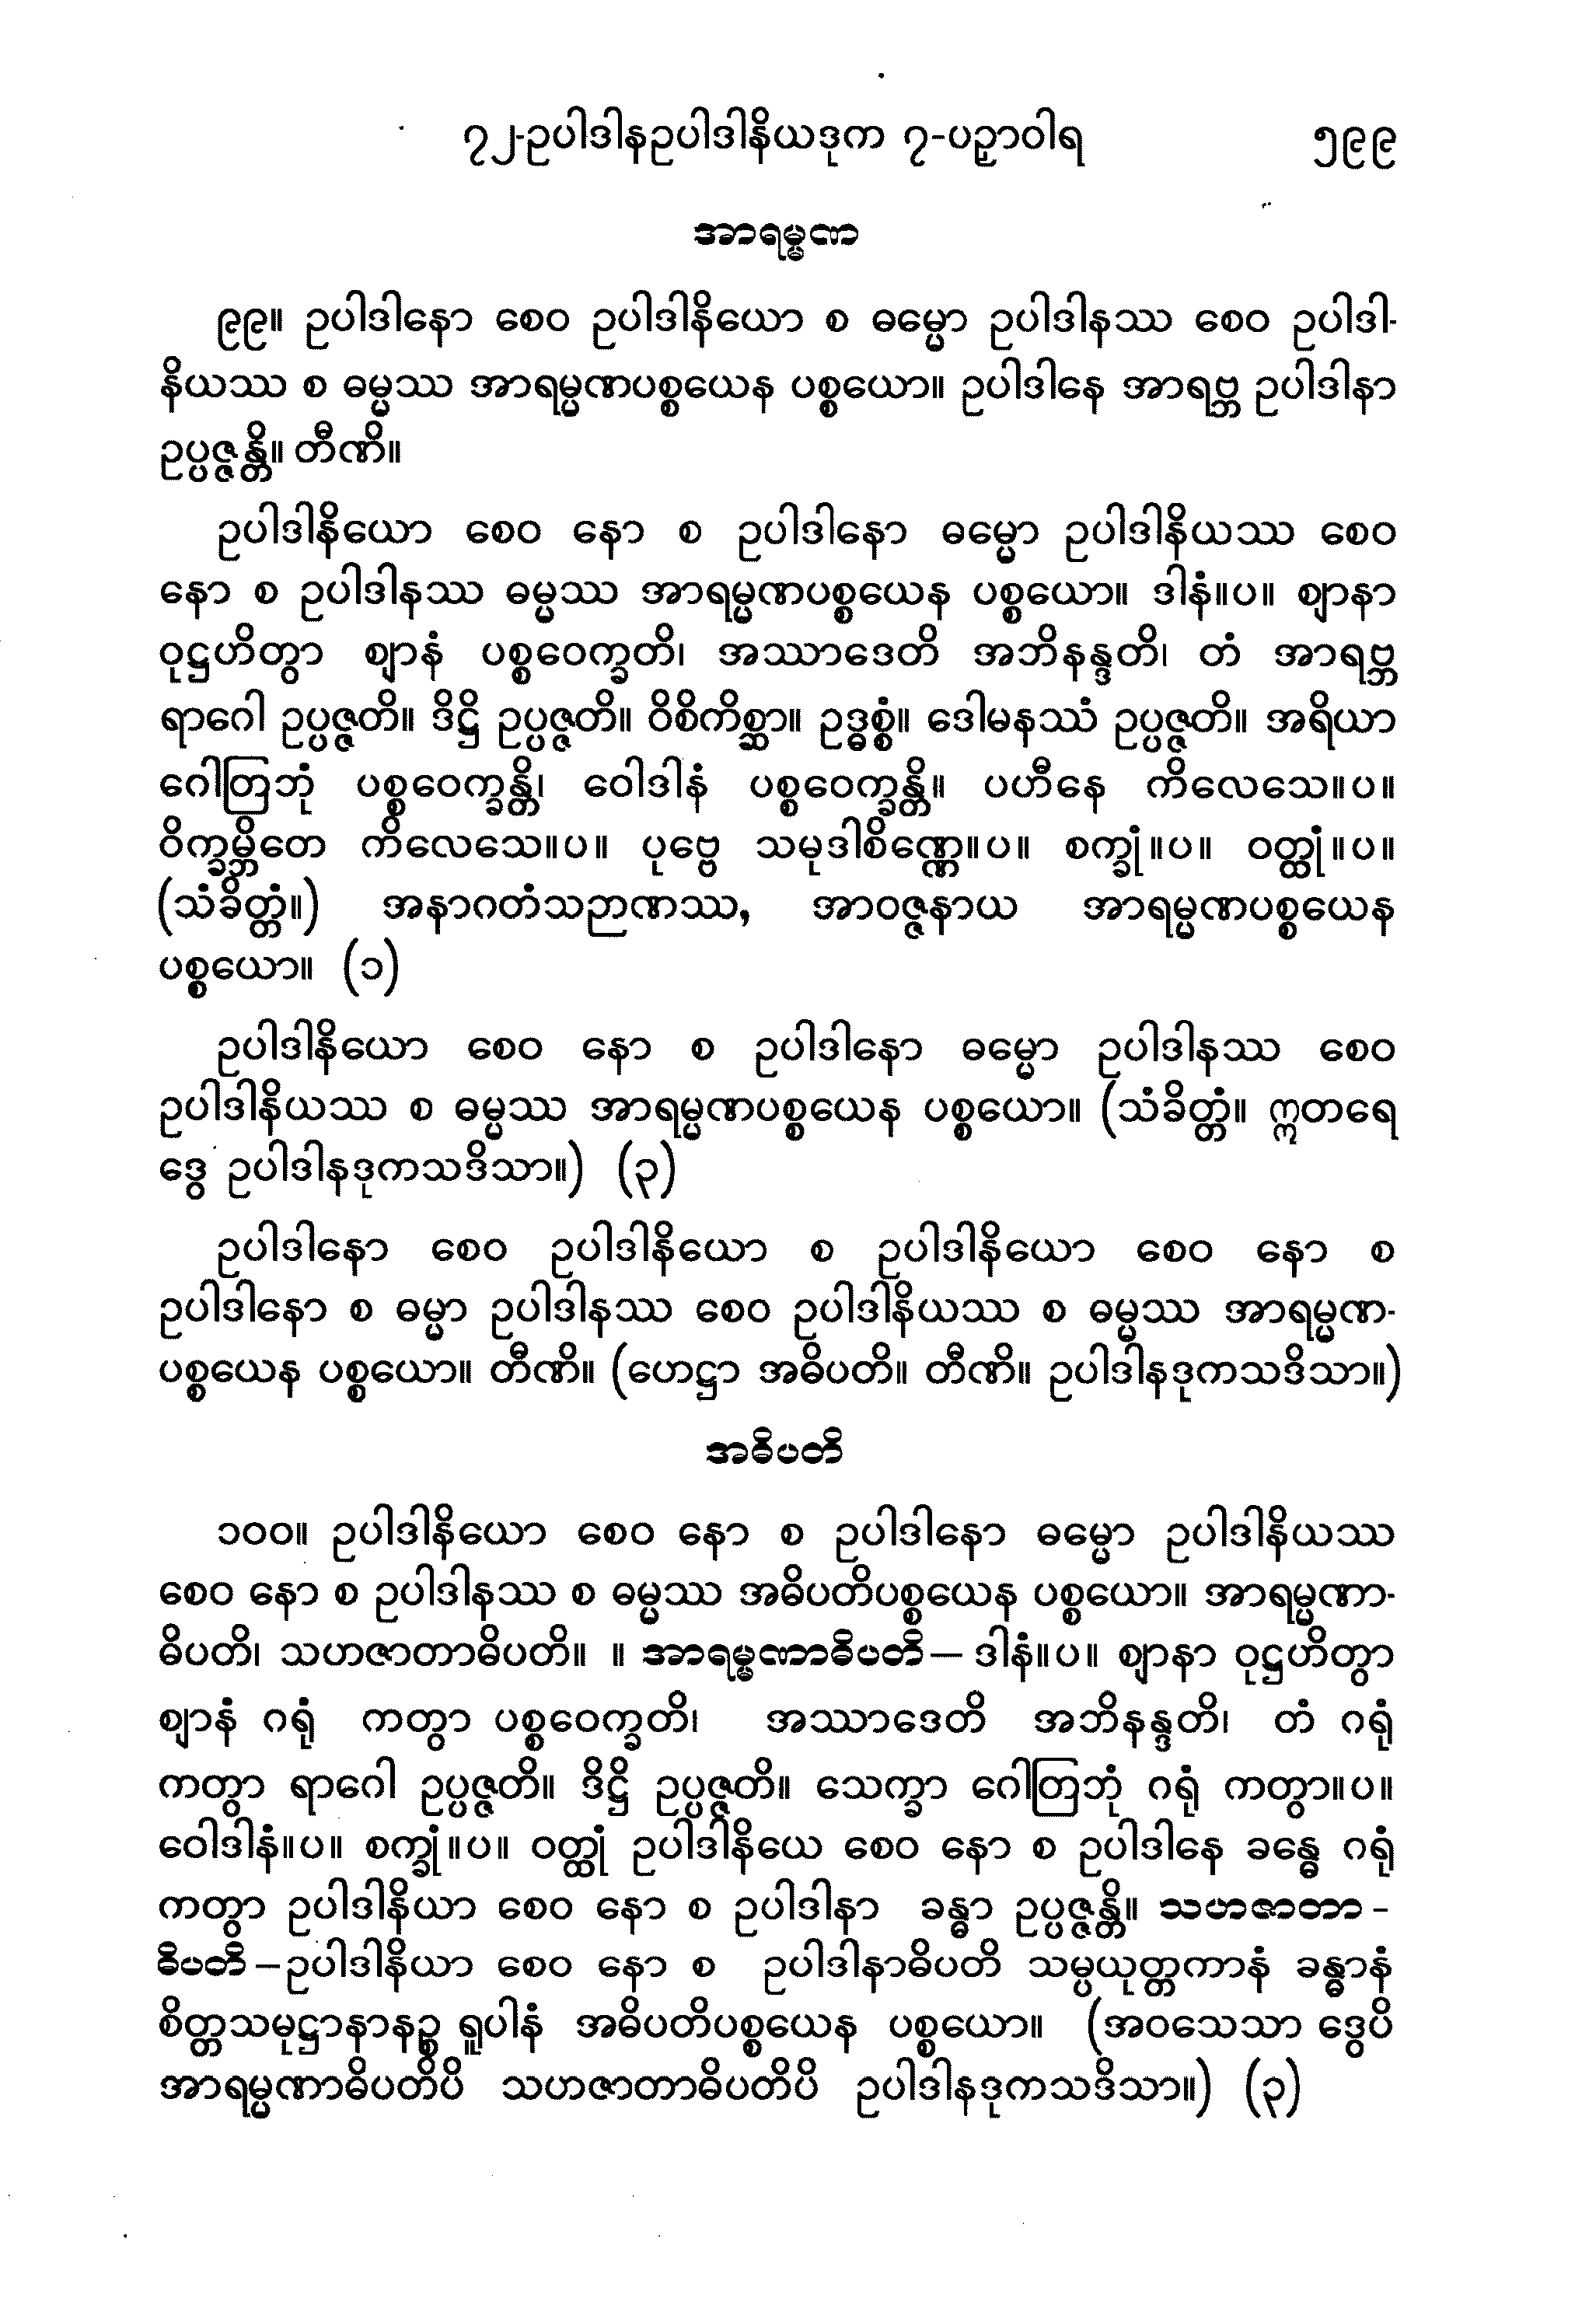 ၇၂-ဥပါဒါနဥပါဒါနိယဒုက ၇-ပဉှာဝါရ ၅၉၉
အာရမ္မဏ
၉၉။ ဥပါဒါနော စေဝ ဥပါဒါနိယော စ ဓမ္မော ဥပါဒါနဿ စေဝ ဥပါဒါ-
နိယဿ စ ဓမ္မဿ အာရမ္မဏပစ္စယေန ပစ္စယော။ ဥပါဒါနေ အာရဗ္ဘ ဥပါဒါနာ
ဥပ္ပဇ္ဇန္တိ။ တီဏိ။
ဥပါဒါနိယော စေဝ နော စ ဥပါဒါနော ဓမ္မော ဥပါဒါနိယဿ စေဝ
နော စ ဥပါဒါနဿ ဓမ္မဿ အာရမ္မဏပစ္စယေန ပစ္စယော။ ဒါနံ။ပ။ ဈာနာ
ဝုဋ္ဌဟိတွာ ဈာနံ ပစ္စဝေက္ခတိ၊ အဿာဒေတိ အဘိနန္ဒတိ၊ တံ အာရဗ္ဘ
ရာဂေါ ဥပ္ပဇ္ဇတိ။ ဒိဋ္ဌိ ဥပ္ပဇ္ဇတိ။ ဝိစိကိစ္ဆာ။ ဥဒ္ဓစ္စံ။ ဒေါမနဿံ ဥပ္ပဇ္ဇတိ။ အရိယာ
ဂေါတြဘုံ ပစ္စဝေက္ခန္တိ၊ ဝေါဒါနံ ပစ္စဝေက္ခန္တိ။ ပဟီနေ ကိလေသေ။ပ။
ဝိက္ခမ္ဘိတေ ကိလေသေ။ပ။ ပုဗ္ဗေ သမုဒါစိဏ္ဏေ။ပ။ စက္ခုံ။ပ။ ဝတ္ထုံ။ပ။
(သံခိတ္တံ။) အနာဂတံသဉာဏဿ, အာဝဇ္ဇနာယ အာရမ္မဏပစ္စယေန
ပစ္စယော။ (၁)
ဥပါဒါနိယော စေဝ နော စ ဥပါဒါနော ဓမ္မော ဥပါဒါနဿ စေဝ
ဥပါဒါနိယဿ စ ဓမ္မဿ အာရမ္မဏပစ္စယေန ပစ္စယော။ (သံခိတ္တံ။ ဣတရေ
ဒွေ ဥပါဒါနဒုကသဒိသာ။) (၃)
ဥပါဒါနော စေဝ ဥပါဒါနိယော စ ဥပါဒါနိယော စေဝ နော စ
ဥပါဒါနော စ ဓမ္မာ ဥပါဒါနဿ စေဝ ဥပါဒါနိယဿ စ ဓမ္မဿ အာရမ္မဏ-
ပစ္စယေန ပစ္စယော။ တီဏိ။ (ဟေဋ္ဌာ အဓိပတိ။ တီဏိ။ ဥပါဒါနဒုကသဒိသာ။)
အဓိပတိ
၁၀၀။ ဥပါဒါနိယော စေဝ နော စ ဥပါဒါနော ဓမ္မော ဥပါဒါနိယဿ
စေဝ နော စ ဥပါဒါနဿ စ ဓမ္မဿ အဓိပတိပစ္စယေန ပစ္စယော။ အာရမ္မဏာ-
ဓိပတိ၊ သဟဇာတာဓိပတိ။ ။ အာရမ္မဏာဓိပတိ— ဒါနံ။ပ။ ဈာနာ ဝုဋ္ဌဟိတွာ
ဈာနံ ဂရုံ ကတွာ ပစ္စဝေက္ခတိ၊ အဿာဒေတိ အဘိနန္ဒတိ၊ တံ ဂရုံ
ကတွာ ရာဂေါ ဥပ္ပဇ္ဇတိ။ ဒိဋ္ဌိ ဥပ္ပဇ္ဇတိ။ သေက္ခာ ဂေါတြဘုံ ဂရုံ ကတွာ။ပ။
ဝေါဒါနံ။ပ။ စက္ခုံ။ပ။ ဝတ္ထုံ ဥပါဒါနိယေ စေဝ နော စ ဥပါဒါနေ ခန္ဓေ ဂရုံ
ကတွာ ဥပါဒါနိယာ စေဝ နော စ ဥပါဒါနာ ခန္ဓာ ဥပ္ပဇ္ဇန္တိ။ သဟဇာတာ-
ဓိပတိ—ဥပါဒါနိယာ စေဝ နော စ ဥပါဒါနာဓိပတိ သမ္ပယုတ္တကာနံ ခန္ဓာနံ
စိတ္တသမုဋ္ဌာနာနဉ္စ ရူပါနံ အဓိပတိပစ္စယေန ပစ္စယော။ (အဝသေသာ ဒွေပိ
အာရမ္မဏာဓိပတိပိ သဟဇာတာဓိပတိပိ ဥပါဒါနဒုကသဒိသာ။) (၃)